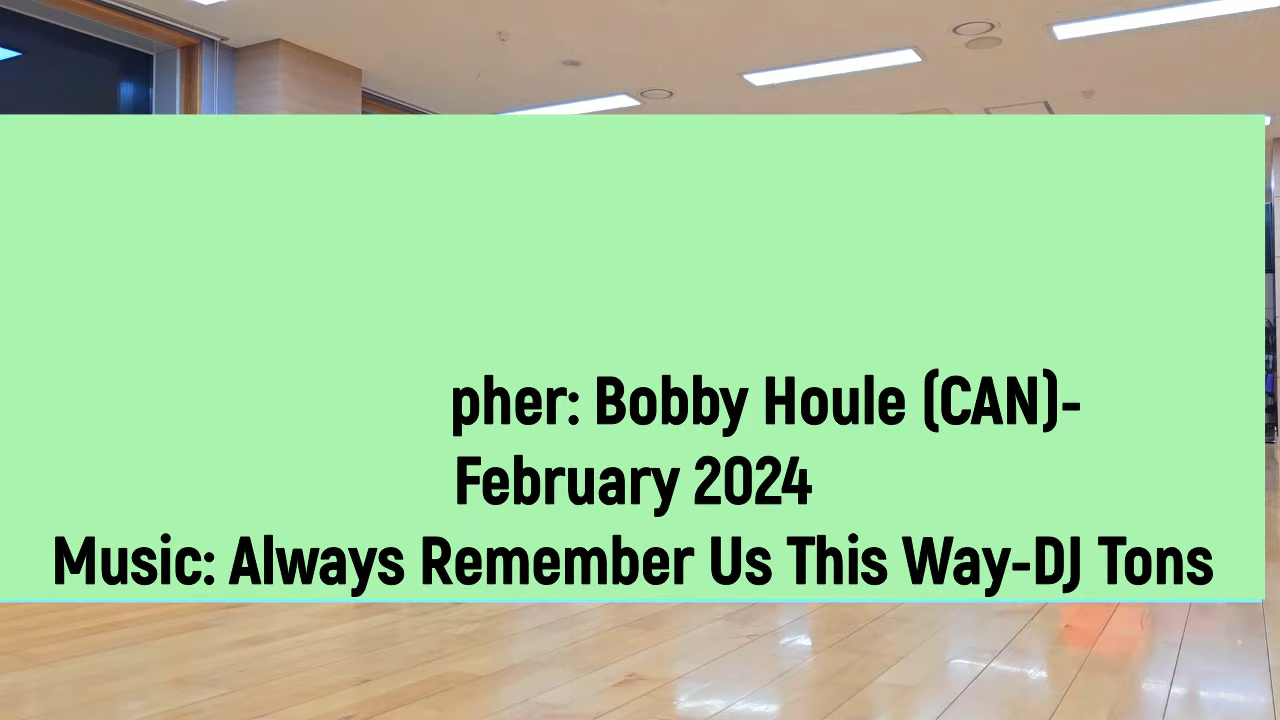 pher: Bobby Houle (CAN)-
February 2024
Music: Always Remember Us This Way-DJ Tons